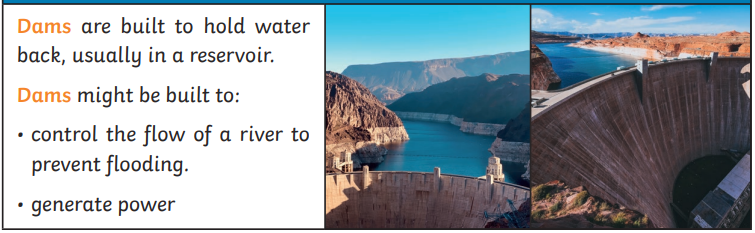 Dams are built to hold water
back, usually in a reservoir.
Dams might be built to:
• control the flow of a river to
prevent flooding.
• generate power